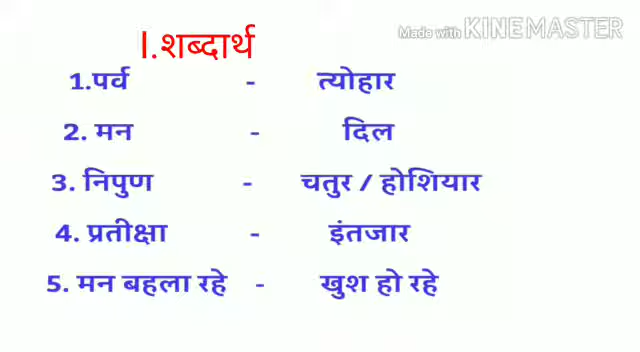 Made with KINEMASTER
I.शब्दार्थ
1.पर्व - त्योहार
2. मन - दिल
3. निपुण - चतुर / होशियार
4. प्रतीक्षा - इंतजार
5. मन बहला रहे - खुश हो रहे